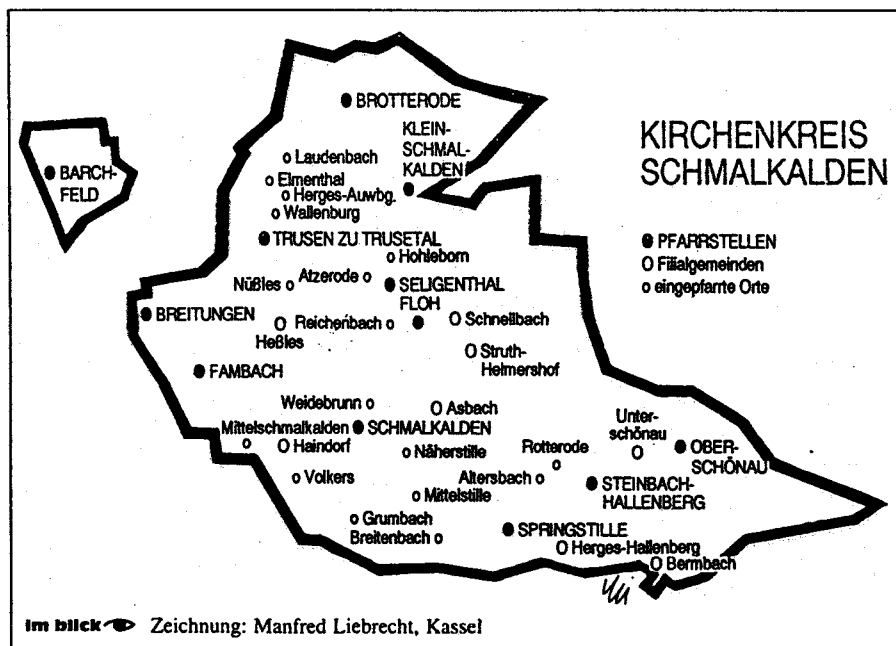 BROTTERODE
KLEIN-
SCHMAL-
KALDEN
KIRCHENKREIS
SCHMALKALDEN
BARCH-
FELD
Laudenbach
Elmenthal
Herges-Auwbg.
Wallenburg
TRUSEN ZU TRUSETAL
Hohleborn
PFARRSTELLEN
Filialgemeinden
eingepfarrte Orte
Nüßles
Atzerode
SELIGENTHAL
FLOH
BREITUNGEN
Heßles
Reichenbach
Schnellbach
Struth-
Helmershof
FAMBACH
Weidebrunn
Asbach
Mittelschmalkalden
SCHMALKALDEN
Haindorf
Näherstille
Rotterode
Unter-
schönau
OBER-
SCHÖNAU
Volkers
Altersbach
STEINBACH-
HALLENBERG
Mittelstille
Grumbach
Breitenbach
SPRINGSTILLE
Herges-Hallenberg
Bermbach
im blick
Zeichnung: Manfred Liebrecht, Kassel